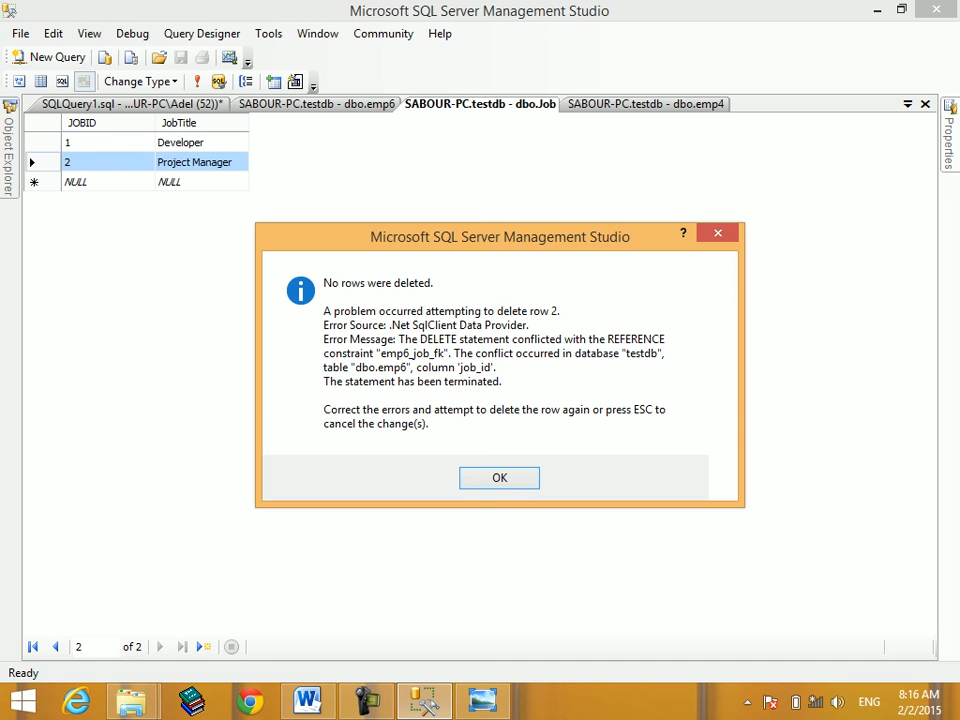 Microsoft SQL Server Management Studio
File Edit View Debug Query Designer Tools Window Community Help
New Query
Change Type
SQLQuery1.sql - ...UR-PC\Adel (52))* SABOUR-PC.testdb - dbo.emp6 SABOUR-PC.testdb - dbo.Job SABOUR-PC.testdb - dbo.emp4
Object Explorer
Properties
JOBID JobTitle
1 Developer
2 Project Manager
NULL NULL
Microsoft SQL Server Management Studio
No rows were deleted.
A problem occurred attempting to delete row 2.
Error Source: .Net SqlClient Data Provider.
Error Message: The DELETE statement conflicted with the REFERENCE
constraint "emp6_job_fk". The conflict occurred in database "testdb",
table "dbo.emp6", column 'job_id'.
The statement has been terminated.
Correct the errors and attempt to delete the row again or press ESC to
cancel the change(s).
OK
2 of 2
Ready
ENG
8:16 AM
2/2/2015